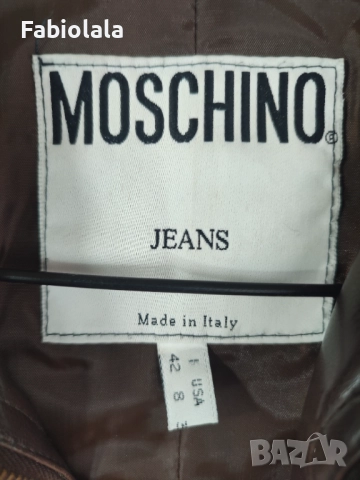 Fabiolala
MOSCHINO®
JEANS
Made in Italy
I USA
42 8
BAZAR